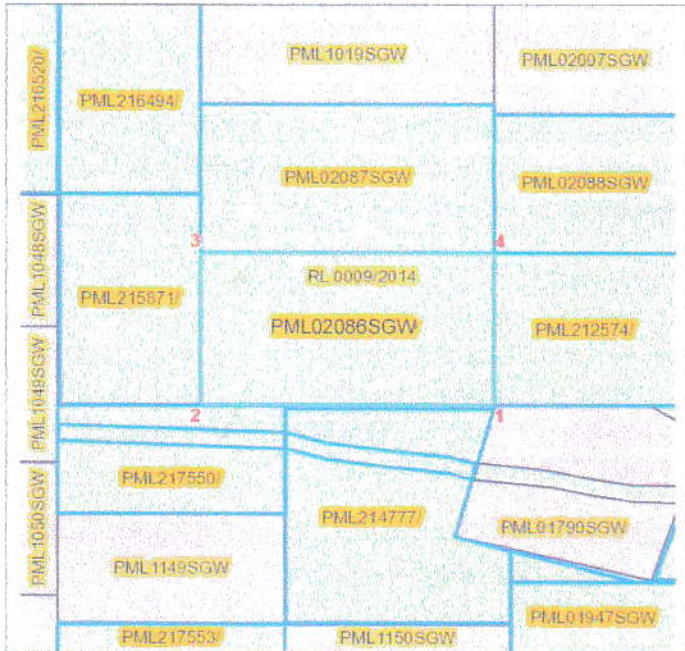 PML1019SGW
PML02007SGW
PML216520/
PML216494/
PML02087SGW
PML02088SGW
3
4
PML1048SGW
RL 0009/2014
PML215871/
PML02086SGW
PML212574/
PML1049SGW
2
1
PML217550/
PML1050SGW
PML214777/
PML01790SGW
PML1149SGW
PML01947SGW
PML217553/
PML1150SGW